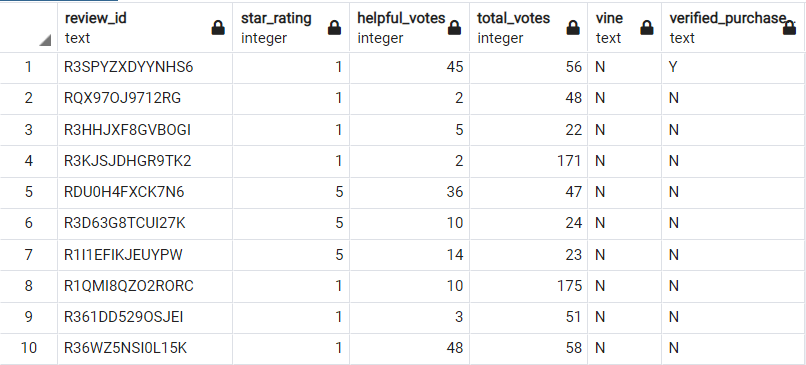 review_id star_rating helpful_votes total_votes vine verified_purchase
text integer integer integer text text
1 R3SPYZXDYYNHS6 1 45 56 N Y
2 RQX97OJ9712RG 1 2 48 N N
3 R3HHJXF8GVBOGI 1 5 22 N N
4 R3KJSJDHGR9TK2 1 2 171 N N
5 RDU0H4FXCK7N6 5 36 47 N N
6 R3D63G8TCUI27K 5 10 24 N N
7 R1I1EFIKJEUYPW 5 14 23 N N
8 R1QMI8QZO2RORC 1 10 175 N N
9 R361DD529OSJEI 1 3 51 N N
10 R36WZ5NSI0L15K 1 48 58 N N